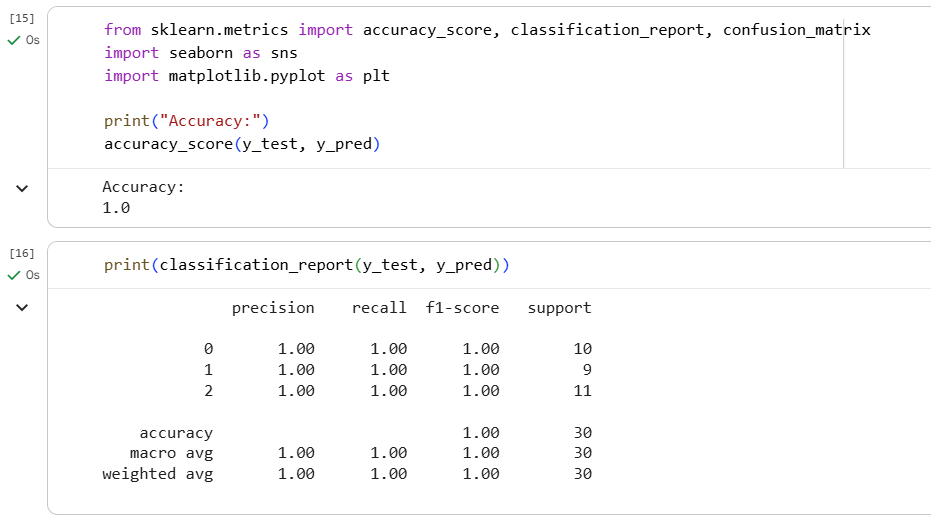 [15]
0s
from sklearn.metrics import accuracy_score, classification_report, confusion_matrix
import seaborn as sns
import matplotlib.pyplot as plt
print("Accuracy:")
accuracy_score(y_test, y_pred)
Accuracy:
1.0
[16]
0s
print(classification_report(y_test, y_pred))
precision recall f1-score support
0 1.00 1.00 1.00 10
1 1.00 1.00 1.00 9
2 1.00 1.00 1.00 11
accuracy 1.00 30
macro avg 1.00 1.00 1.00 30
weighted avg 1.00 1.00 1.00 30